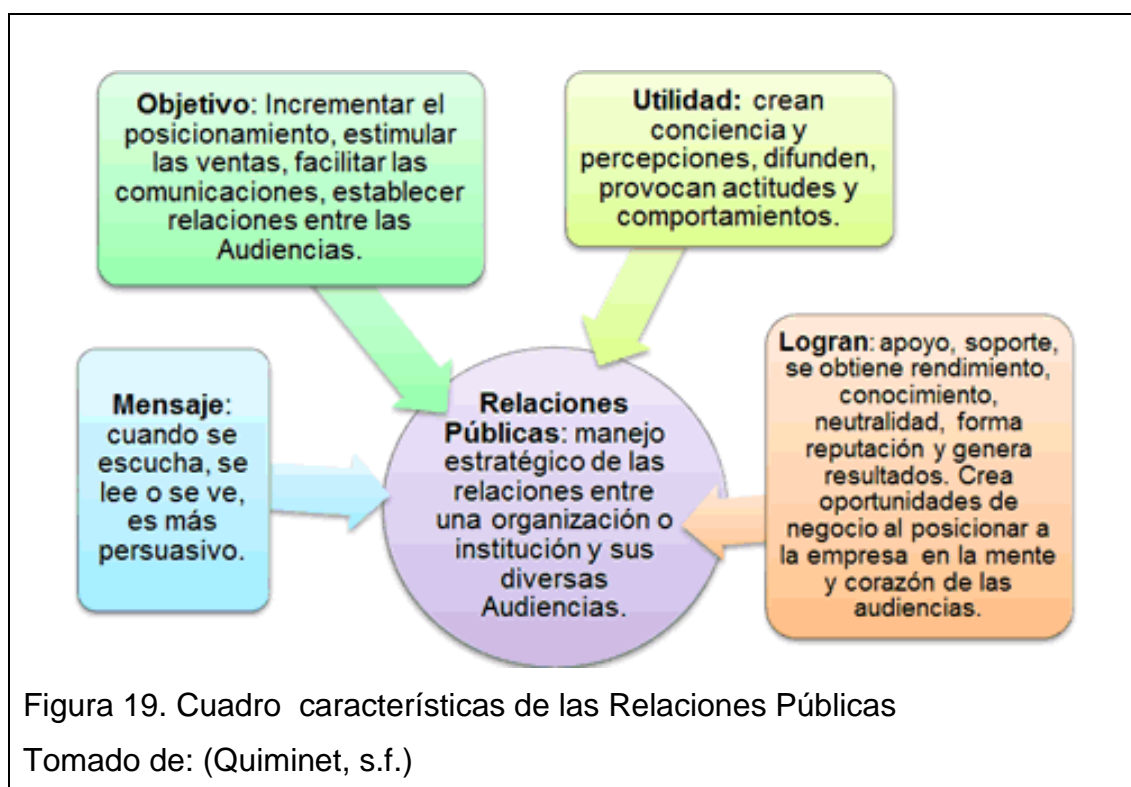 Objetivo: Incrementar el
posicionamiento, estimular
las ventas, facilitar las
comunicaciones, establecer
relaciones entre las
Audiencias.
Utilidad: crean
conciencia y
percepciones, difunden,
provocan actitudes y
comportamientos.
Mensaje:
cuando se
escucha, se
lee o se ve,
es más
persuasivo.
Relaciones
Públicas: manejo
estratégico de las
relaciones entre
una organización o
institución y sus
diversas
Audiencias.
Logran: apoyo, soporte,
se obtiene rendimiento,
conocimiento,
neutralidad, forma
reputación y genera
resultados. Crea
oportunidades de
negocio al posicionar a
la empresa en la mente
y corazón de las
audiencias.
Figura 19. Cuadro características de las Relaciones Públicas
Tomado de: (Quiminet, s.f.)